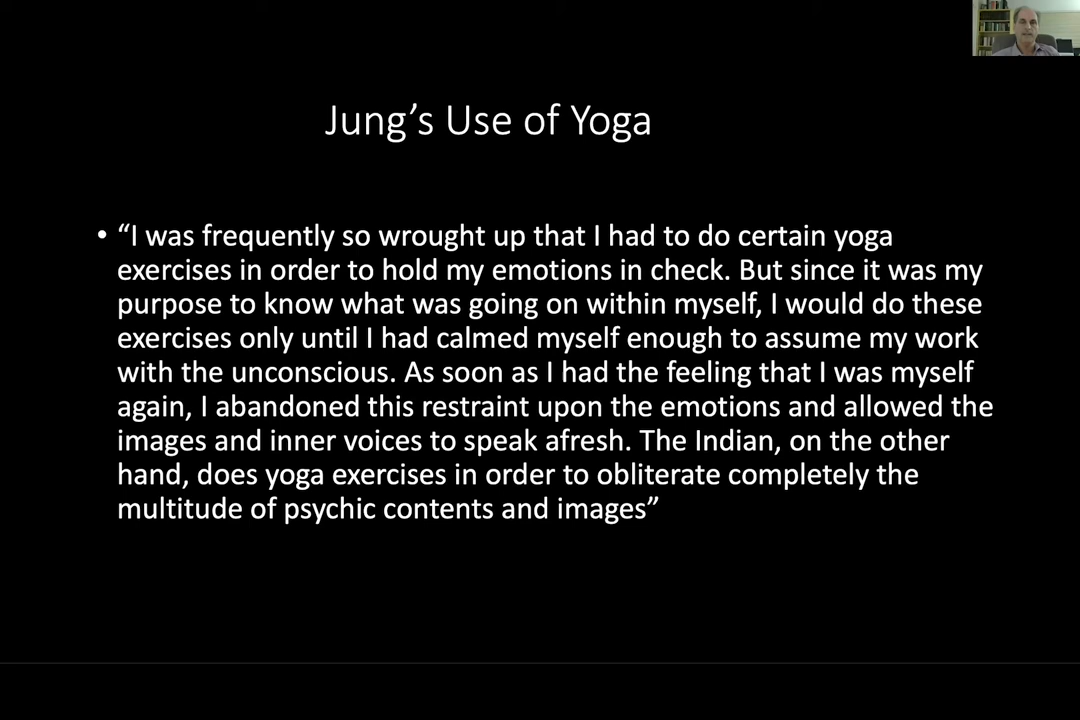 Jung’s Use of Yoga
• “I was frequently so wrought up that I had to do certain yoga
exercises in order to hold my emotions in check. But since it was my
purpose to know what was going on within myself, I would do these
exercises only until I had calmed myself enough to assume my work
with the unconscious. As soon as I had the feeling that I was myself
again, I abandoned this restraint upon the emotions and allowed the
images and inner voices to speak afresh. The Indian, on the other
hand, does yoga exercises in order to obliterate completely the
multitude of psychic contents and images”